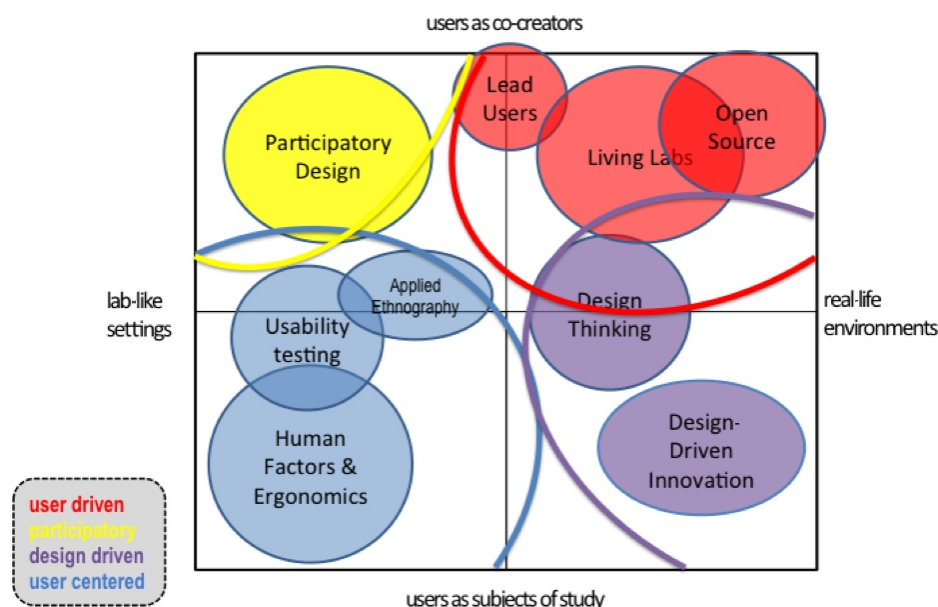 users as co-creators
Lead
Users
Open
Source
Participatory
Design
Living Labs
lab-like
settings
Applied
Ethnography
Usability
testing
Design
Thinking
real-life
environments
Human
Factors &
Ergonomics
Design-
Driven
Innovation
user driven
participatory
design driven
user centered
users as subjects of study